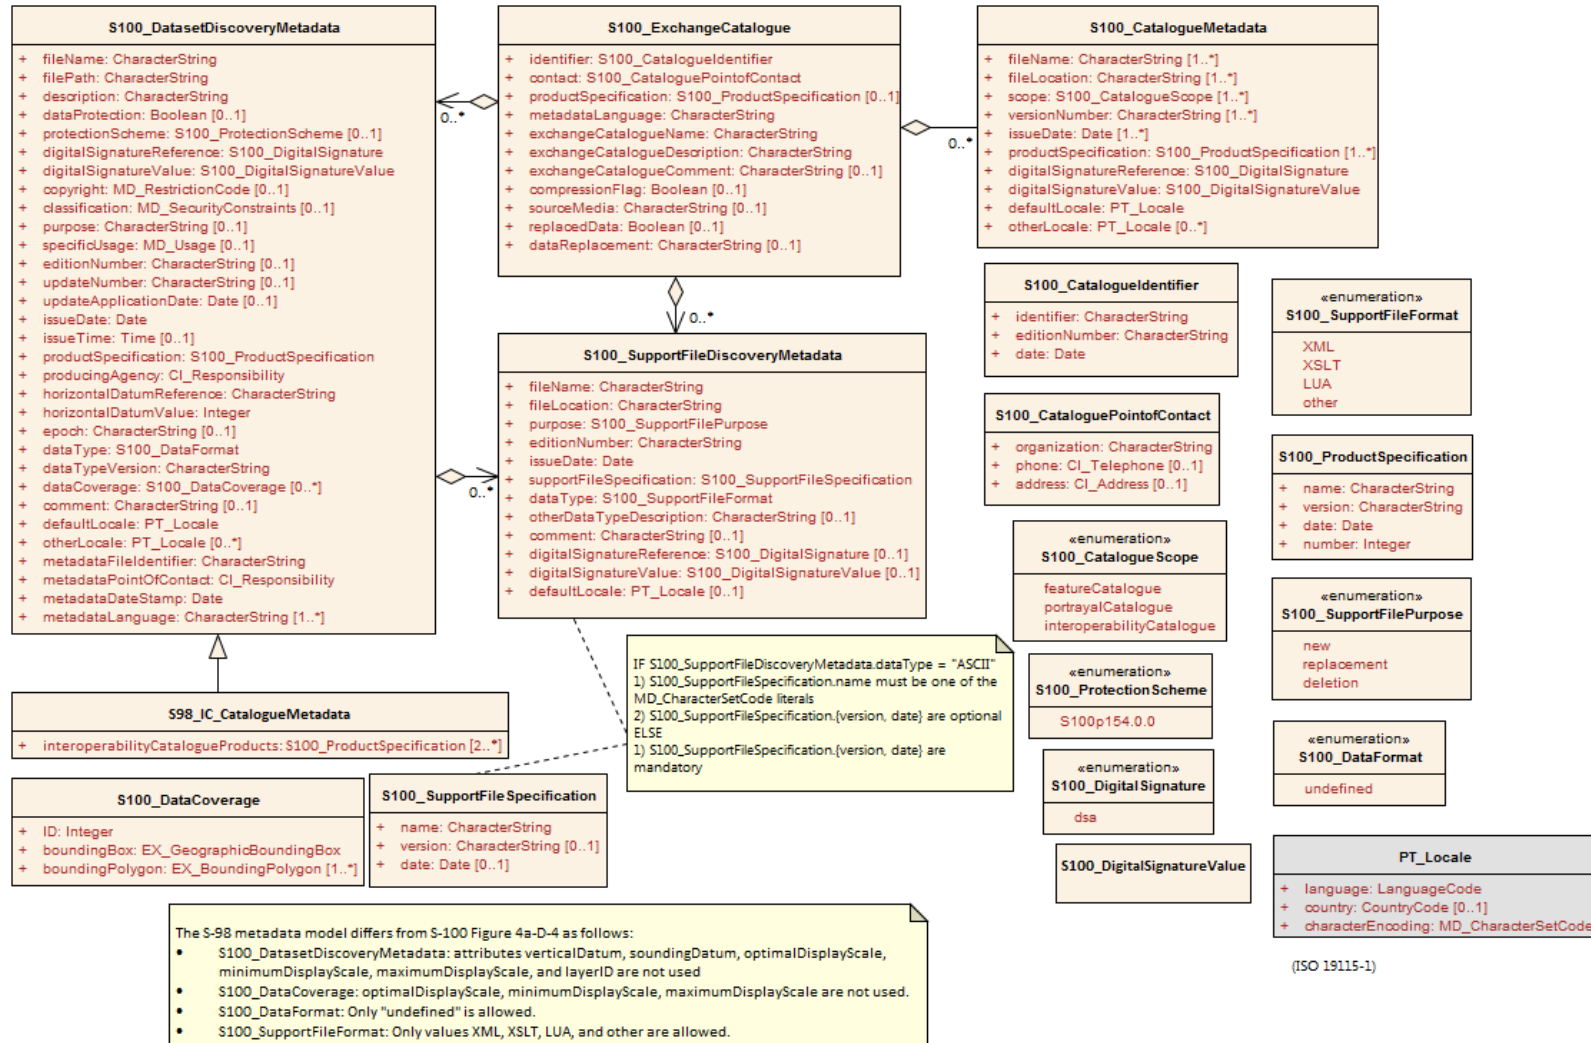 S100_DatasetDiscoveryMetadata
+ fileName: CharacterString
+ filePath: CharacterString
+ description: CharacterString
+ dataProtection: Boolean [0..1]
+ protectionScheme: S100_ProtectionScheme [0..1]
+ digitalSignatureReference: S100_DigitalSignature
+ digitalSignatureValue: S100_DigitalSignatureValue
+ copyright: MD_RestrictionCode [0..1]
+ classification: MD_SecurityConstraints [0..1]
+ purpose: CharacterString [0..1]
+ specificUsage: MD_Usage [0..1]
+ editionNumber: CharacterString [0..1]
+ updateNumber: CharacterString [0..1]
+ updateApplicationDate: Date [0..1]
+ issueDate: Date
+ issueTime: Time [0..1]
+ productSpecification: S100_ProductSpecification
+ producingAgency: CI_Responsibility
+ horizontalDatumReference: CharacterString
+ horizontalDatumValue: Integer
+ epoch: CharacterString [0..1]
+ dataType: S100_DataFormat
+ dataTypeVersion: CharacterString
+ dataCoverage: S100_DataCoverage [0..*]
+ comment: CharacterString [0..1]
+ defaultLocale: PT_Locale
+ otherLocale: PT_Locale [0..*]
+ metadataFileIdentifier: CharacterString
+ metadataPointOfContact: CI_Responsibility
+ metadataDateStamp: Date
+ metadataLanguage: CharacterString [1..*]
0..*
0..*
S100_ExchangeCatalogue
+ identifier: S100_CatalogueIdentifier
+ contact: S100_CataloguePointofContact
+ productSpecification: S100_ProductSpecification [0..1]
+ metadataLanguage: CharacterString
+ exchangeCatalogueName: CharacterString
+ exchangeCatalogueDescription: CharacterString
+ exchangeCatalogueComment: CharacterString [0..1]
+ compressionFlag: Boolean [0..1]
+ sourceMedia: CharacterString [0..1]
+ replacedData: Boolean [0..1]
+ dataReplacement: CharacterString [0..1]
0..*
0..*
S100_CatalogueMetadata
+ fileName: CharacterString [1..*]
+ fileLocation: CharacterString [1..*]
+ scope: S100_CatalogueScope [1..*]
+ versionNumber: CharacterString [1..*]
+ issueDate: Date [1..*]
+ productSpecification: S100_ProductSpecification [1..*]
+ digitalSignatureReference: S100_DigitalSignature
+ digitalSignatureValue: S100_DigitalSignatureValue
+ defaultLocale: PT_Locale
+ otherLocale: PT_Locale [0..*]
S100_SupportFileDiscoveryMetadata
+ fileName: CharacterString
+ fileLocation: CharacterString
+ purpose: S100_SupportFilePurpose
+ editionNumber: CharacterString
+ issueDate: Date
+ supportFileSpecification: S100_SupportFileSpecification
+ dataType: S100_SupportFileFormat
+ otherDataTypeDescription: CharacterString [0..1]
+ comment: CharacterString [0..1]
+ digitalSignatureReference: S100_DigitalSignature [0..1]
+ digitalSignatureValue: S100_DigitalSignatureValue [0..1]
+ defaultLocale: PT_Locale [0..1]
S100_CatalogueIdentifier
+ identifier: CharacterString
+ editionNumber: CharacterString
+ date: Date
«enumeration»
S100_SupportFileFormat
XML
XSLT
LUA
other
S100_CataloguePointofContact
+ organization: CharacterString
+ phone: CI_Telephone [0..1]
+ address: CI_Address [0..1]
S100_ProductSpecification
+ name: CharacterString
+ version: CharacterString
+ date: Date
+ number: Integer
«enumeration»
S100_CatalogueScope
featureCatalogue
portrayalCatalogue
interoperabilityCatalogue
«enumeration»
S100_SupportFilePurpose
new
replacement
deletion
S98_IC_CatalogueMetadata
+ interoperabilityCatalogueProducts: S100_ProductSpecification [2..*]
IF S100_SupportFileDiscoveryMetadata.dataType = "ASCII"
1) S100_SupportFileSpecification.name must be one of the
MD_CharacterSetCode literals
2) S100_SupportFileSpecification.{version, date} are optional
ELSE
1) S100_SupportFileSpecification.{version, date} are
mandatory
«enumeration»
S100_ProtectionScheme
S100p154.0.0
«enumeration»
S100_DataFormat
undefined
«enumeration»
S100_DigitalSignature
dsa
S100_DataCoverage
+ ID: Integer
+ boundingBox: EX_GeographicBoundingBox
+ boundingPolygon: EX_BoundingPolygon [1..*]
S100_SupportFileSpecification
+ name: CharacterString
+ version: CharacterString [0..1]
+ date: Date [0..1]
S100_DigitalSignatureValue
PT_Locale
+ language: LanguageCode
+ country: CountryCode [0..1]
+ characterEncoding: MD_CharacterSetCode
(ISO 19115-1)
The S-98 metadata model differs from S-100 Figure 4a-D-4 as follows:
• S100_DatasetDiscoveryMetadata: attributes verticalDatum, soundingDatum, optimalDisplayScale,
minimumDisplayScale, maximumDisplayScale, and layerID are not used
• S100_DataCoverage: optimalDisplayScale, minimumDisplayScale, maximumDisplayScale are not used.
• S100_DataFormat: Only "undefined" is allowed.
• S100_SupportFileFormat: Only values XML, XSLT, LUA, and other are allowed.